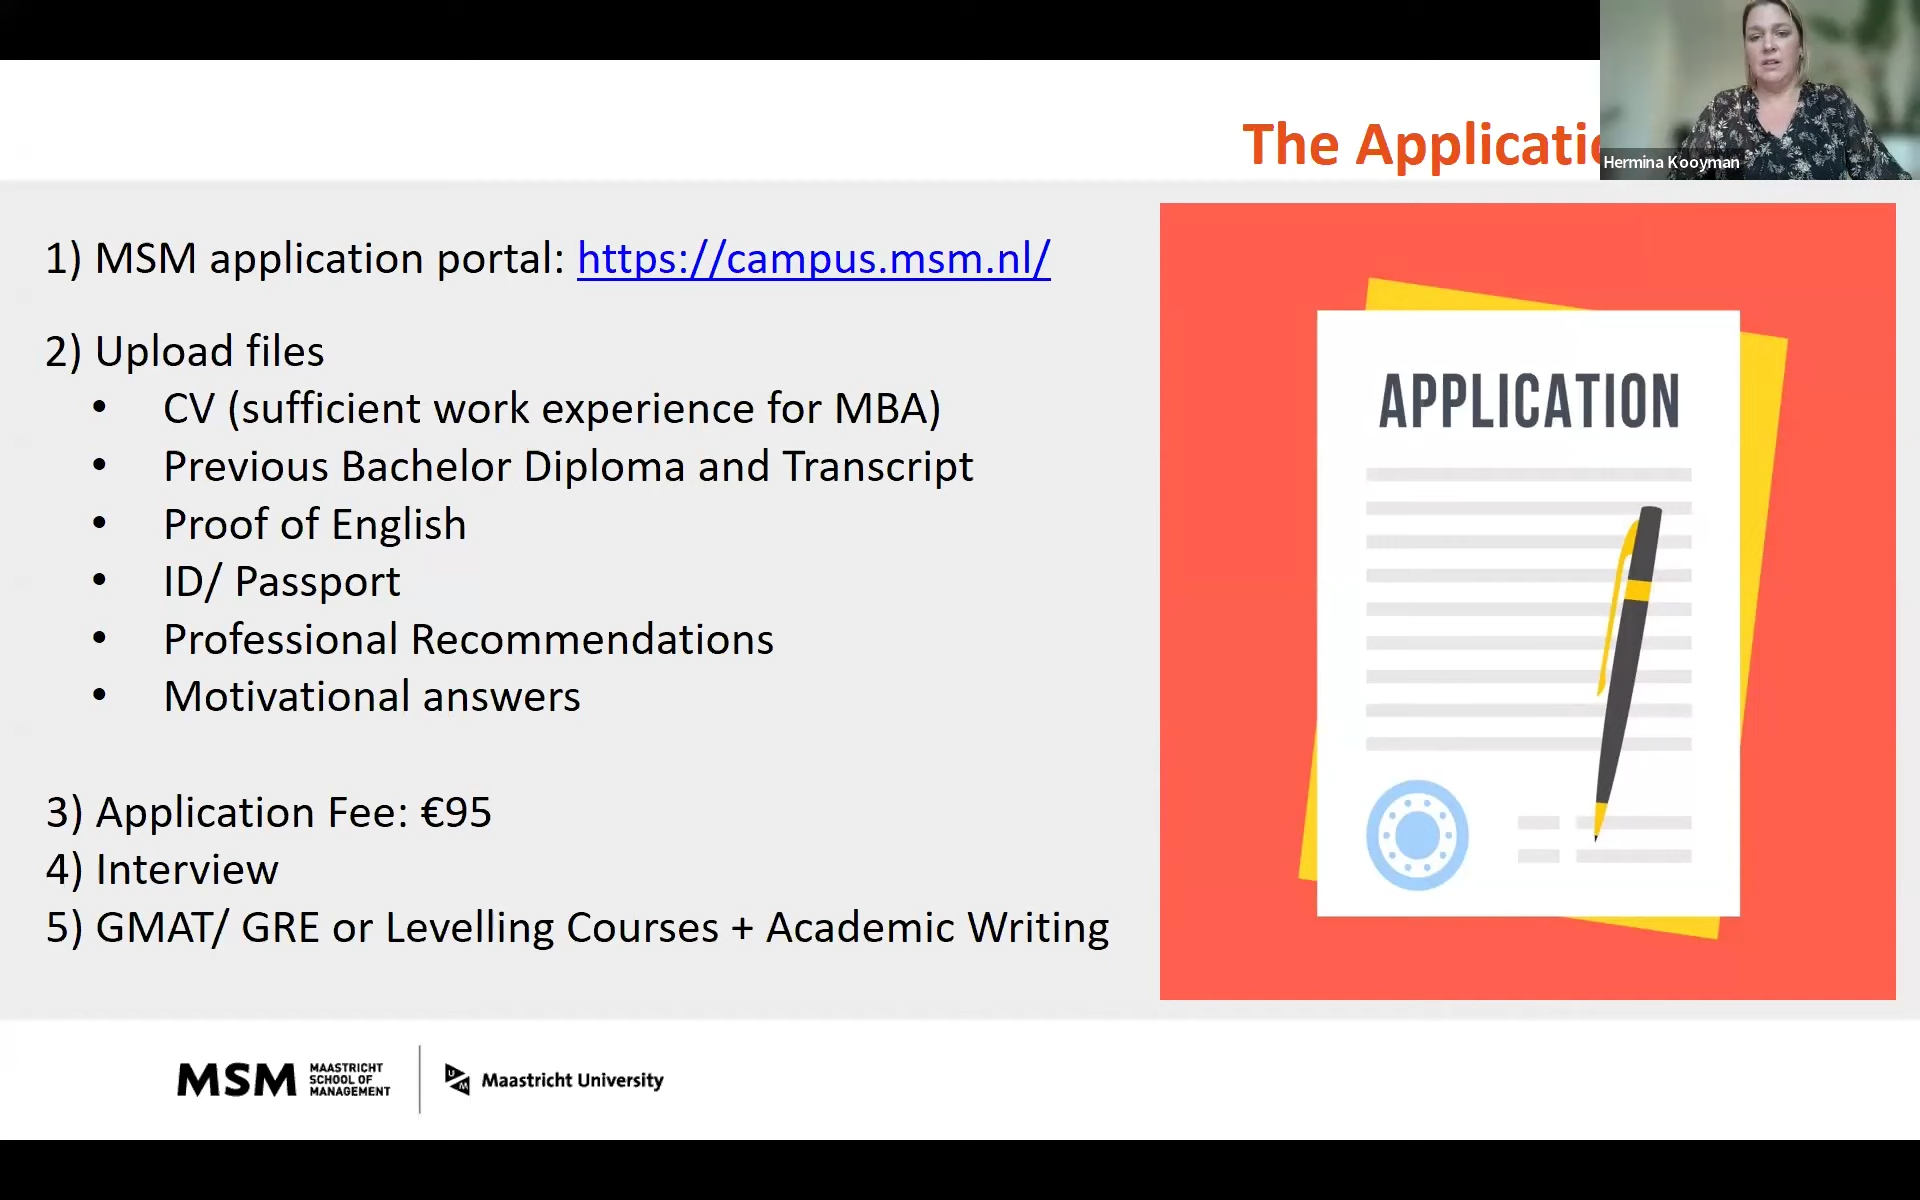 The Applicatio
Hermina Kooyman
1) MSM application portal: https://campus.msm.nl/
2) Upload files
• CV (sufficient work experience for MBA)
• Previous Bachelor Diploma and Transcript
• Proof of English
• ID/ Passport
• Professional Recommendations
• Motivational answers
3) Application Fee: €95
4) Interview
5) GMAT/ GRE or Levelling Courses + Academic Writing
APPLICATION
MSM
MAASTRICHT
SCHOOL OF
MANAGEMENT
UM
Maastricht University